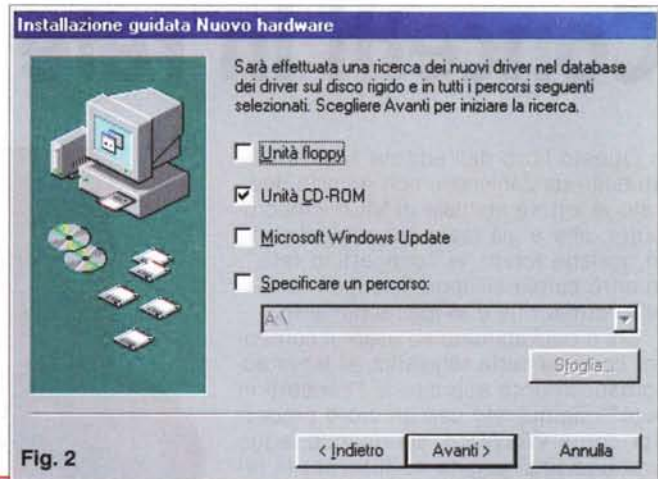 Installazione guidata Nuovo hardware
Sarà effettuata una ricerca dei nuovi driver nel database
dei driver sul disco rigido e in tutti i percorsi seguenti
selezionati. Scegliere Avanti per iniziare la ricerca.
Unità floppy
Unità CD-ROM
Microsoft Windows Update
Specificare un percorso:
A:\
Sfoglia...
< Indietro
Avanti >
Annulla
Fig. 2